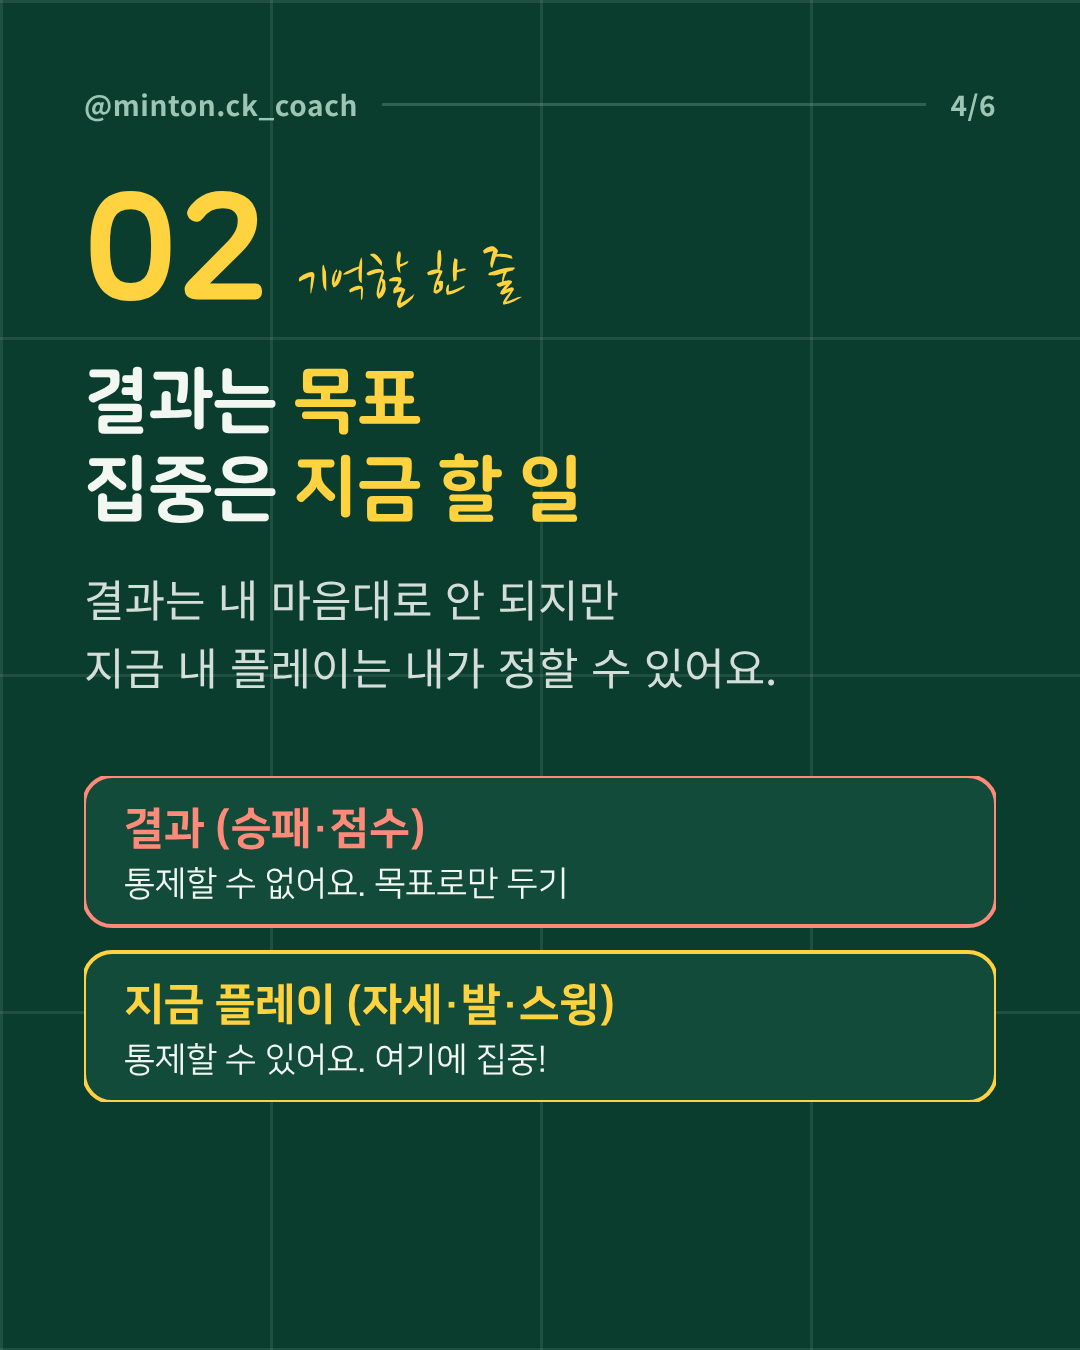 @minton.ck_coach 4/6
02 기억할 한 줄
결과는 목표
집중은 지금 할 일
결과는 내 마음대로 안 되지만
지금 내 플레이는 내가 정할 수 있어요.
결과 (승패·점수)
통제할 수 없어요. 목표로만 두기
지금 플레이 (자세·발·스윙)
통제할 수 있어요. 여기에 집중!